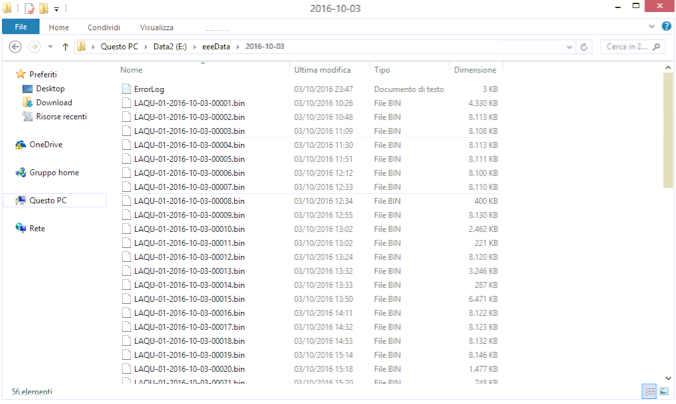 2016-10-03
File Home Condividi Visualizza
Questo PC Data2 (E:) eeeData 2016-10-03 Cerca in 2...
Nome Ultima modifica Tipo Dimensione
Preferiti
Desktop
Download
Risorse recenti
OneDrive
Gruppo home
Questo PC
Rete
ErrorLog 03/10/2016 23:47 Documento di testo 3 KB
LAQU-01-2016-10-03-00001.bin 03/10/2016 10:26 File BIN 4.330 KB
LAQU-01-2016-10-03-00002.bin 03/10/2016 10:48 File BIN 8.113 KB
LAQU-01-2016-10-03-00003.bin 03/10/2016 11:09 File BIN 8.108 KB
LAQU-01-2016-10-03-00004.bin 03/10/2016 11:30 File BIN 8.113 KB
LAQU-01-2016-10-03-00005.bin 03/10/2016 11:51 File BIN 8.111 KB
LAQU-01-2016-10-03-00006.bin 03/10/2016 12:12 File BIN 8.100 KB
LAQU-01-2016-10-03-00007.bin 03/10/2016 12:33 File BIN 8.110 KB
LAQU-01-2016-10-03-00008.bin 03/10/2016 12:34 File BIN 400 KB
LAQU-01-2016-10-03-00009.bin 03/10/2016 12:55 File BIN 8.130 KB
LAQU-01-2016-10-03-00010.bin 03/10/2016 13:02 File BIN 2.462 KB
LAQU-01-2016-10-03-00011.bin 03/10/2016 13:02 File BIN 221 KB
LAQU-01-2016-10-03-00012.bin 03/10/2016 13:24 File BIN 8.120 KB
LAQU-01-2016-10-03-00013.bin 03/10/2016 13:32 File BIN 3.246 KB
LAQU-01-2016-10-03-00014.bin 03/10/2016 13:33 File BIN 287 KB
LAQU-01-2016-10-03-00015.bin 03/10/2016 13:50 File BIN 6.471 KB
LAQU-01-2016-10-03-00016.bin 03/10/2016 14:11 File BIN 8.122 KB
LAQU-01-2016-10-03-00017.bin 03/10/2016 14:32 File BIN 8.123 KB
LAQU-01-2016-10-03-00018.bin 03/10/2016 14:53 File BIN 8.132 KB
LAQU-01-2016-10-03-00019.bin 03/10/2016 15:14 File BIN 8.146 KB
LAQU-01-2016-10-03-00020.bin 03/10/2016 15:18 File BIN 1.477 KB
LAQU-01-2016-10-03-00021.bin 03/10/2016 15:20 File BIN 748 KB
56 elementi